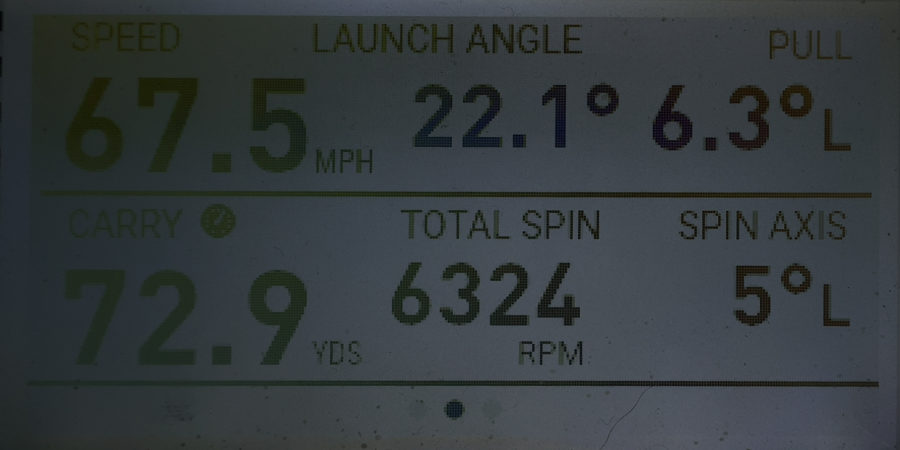 SPEED LAUNCH ANGLE PULL
67.5 MPH 22.1° 6.3° L
CARRY TOTAL SPIN SPIN AXIS
72.9 YDS 6324 RPM 5° L